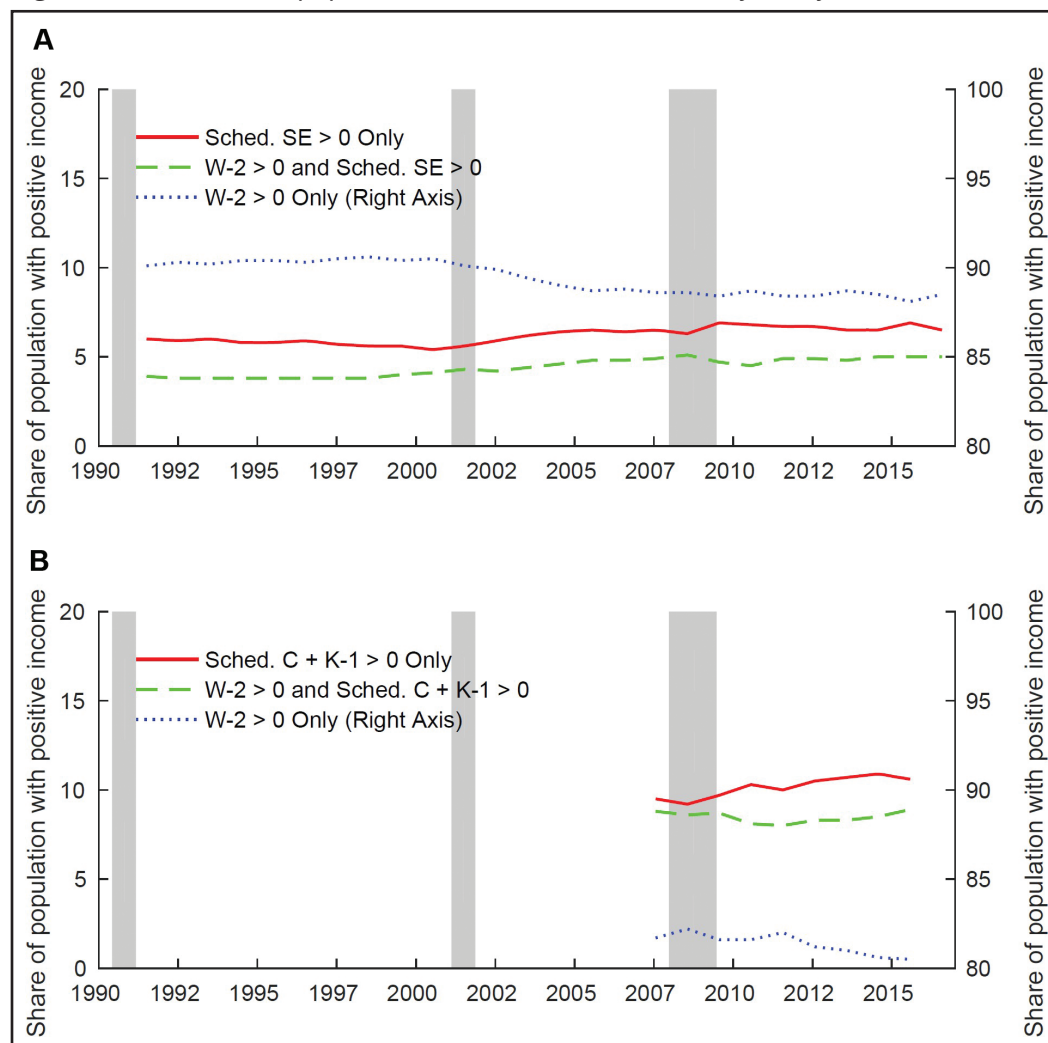 A
Share of population with positive income
20
15
10
5
0
Sched. SE > 0 Only
W-2 > 0 and Sched. SE > 0
W-2 > 0 Only (Right Axis)
100
95
90
85
80
Share of population with positive income
1990 1992 1995 1997 2000 2002 2005 2007 2010 2012 2015
B
Share of population with positive income
20
15
10
5
0
Sched. C + K-1 > 0 Only
W-2 > 0 and Sched. C + K-1 > 0
W-2 > 0 Only (Right Axis)
100
95
90
85
80
Share of population with positive income
1990 1992 1995 1997 2000 2002 2005 2007 2010 2012 2015